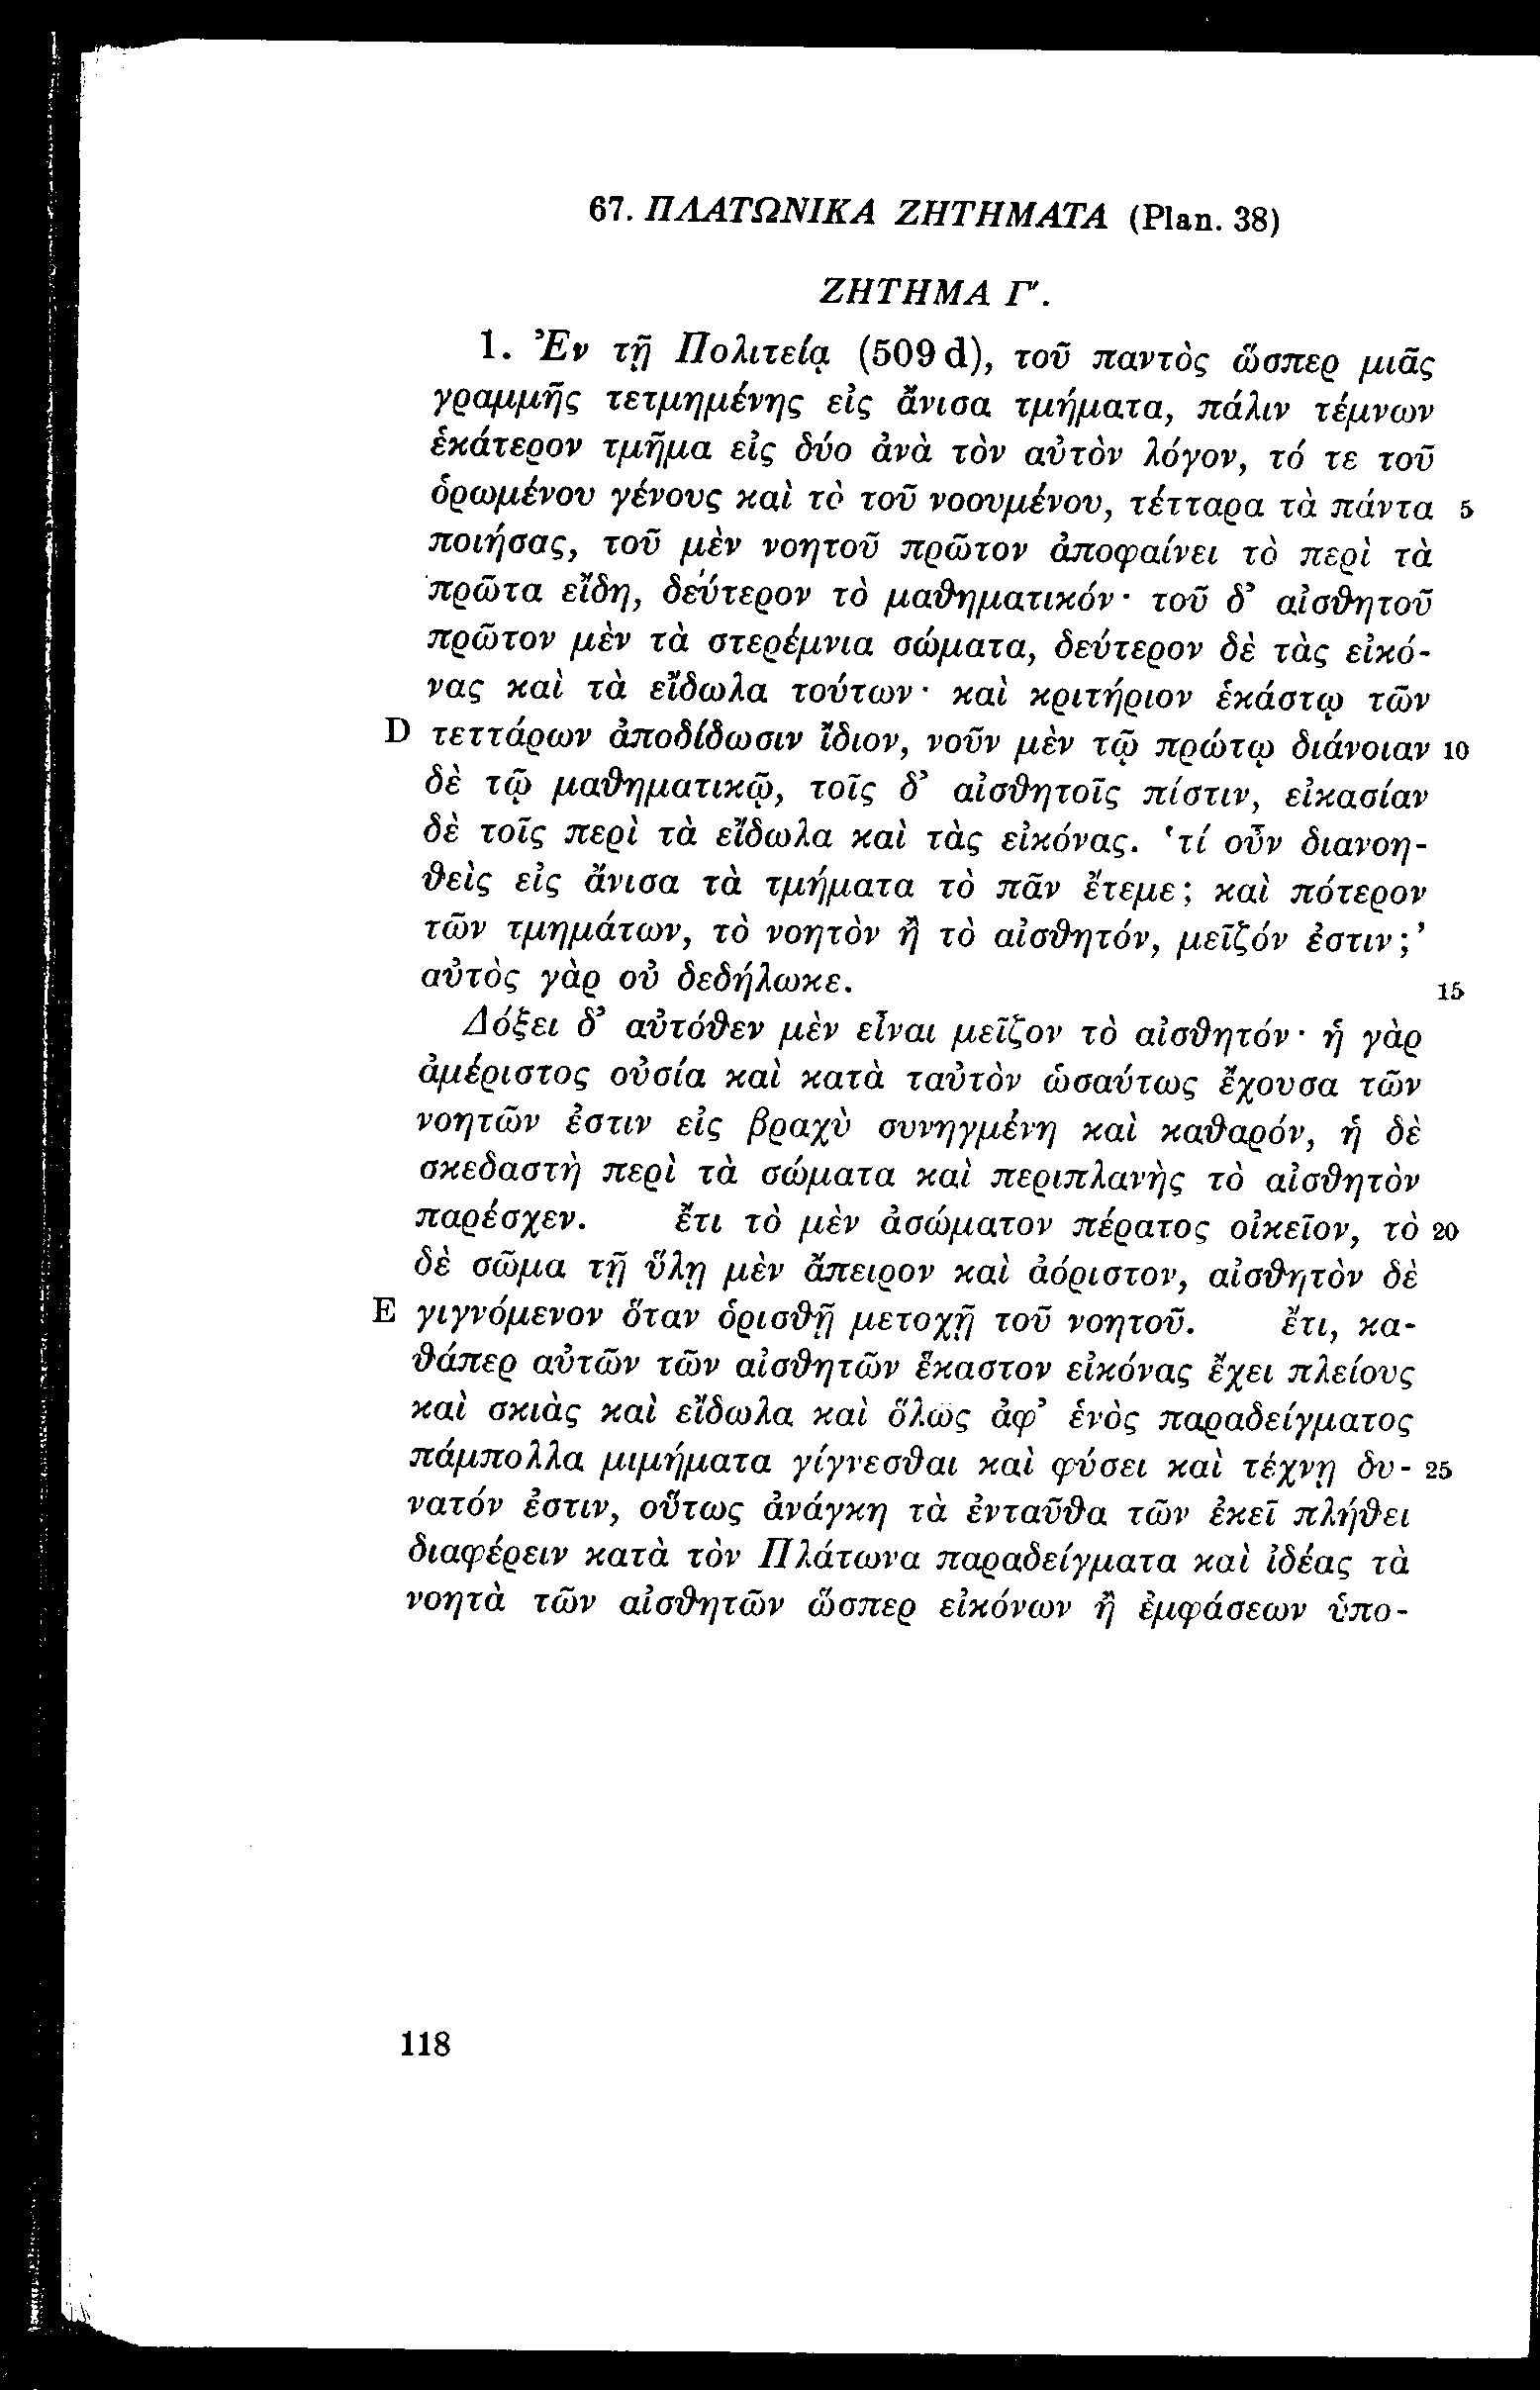 67. ΠΛΑΤΩΝΙΚΑ ΖΗΤΗΜΑΤΑ (Plan. 38)
ΖΗΤΗΜΑ Γ'.
1. Ἐν τῇ Πολιτείᾳ (509 d), τοῦ παντὸς ὥσπερ μιᾶς
γραμμῆς τετμημένης εἰς ἄνισα τμήματα, πάλιν τέμνων
ἑκάτερον τμῆμα εἰς δύο ἀνὰ τὸν αὐτὸν λόγον, τό τε τοῦ
ὁρωμένου γένους καὶ τὸ τοῦ νοουμένου, τέτταρα τὰ πάντα 5
ποιήσας, τοῦ μὲν νοητοῦ πρῶτον ἀποφαίνει τὸ περὶ τὰ
πρῶτα εἴδη, δεύτερον τὸ μαθηματικόν· τοῦ δ’ αἰσθητοῦ
πρῶτον μὲν τὰ στερέμνια σώματα, δεύτερον δὲ τὰς εἰκό-
νας καὶ τὰ εἴδωλα τούτων· καὶ κριτήριον ἑκάστῳ τῶν
D τεττάρων ἀποδίδωσιν ἴδιον, νοῦν μὲν τῷ πρώτῳ διάνοιαν 10
δὲ τῷ μαθηματικῷ, τοῖς δ’ αἰσθητοῖς πίστιν, εἰκασίαν
δὲ τοῖς περὶ τὰ εἴδωλα καὶ τὰς εἰκόνας. ‘τί οὖν διανοη-
θεὶς εἰς ἄνισα τὰ τμήματα τὸ πᾶν ἔτεμε; καὶ πότερον
τῶν τμημάτων, τὸ νοητὸν ἢ τὸ αἰσθητόν, μεῖζόν ἐστιν;’
αὐτὸς γὰρ οὐ δεδήλωκε. 15
Δόξει δ’ αὐτόθεν μὲν εἶναι μεῖζον τὸ αἰσθητόν· ἡ γὰρ
ἀμέριστος οὐσία καὶ κατὰ ταὐτὸν ὡσαύτως ἔχουσα τῶν
νοητῶν ἐστιν εἰς βραχὺ συνηγμένη καὶ καθαρόν, ἡ δὲ
σκεδαστὴ περὶ τὰ σώματα καὶ περιπλανὴς τὸ αἰσθητὸν
παρέσχεν. ἔτι τὸ μὲν ἀσώματον πέρατος οἰκεῖον, τὸ 20
δὲ σῶμα τῇ ὕλῃ μὲν ἄπειρον καὶ ἀόριστον, αἰσθητὸν δὲ
E γιγνόμενον ὅταν ὁρισθῇ μετοχῇ τοῦ νοητοῦ. ἔτι, κα-
θάπερ αὐτῶν τῶν αἰσθητῶν ἕκαστον εἰκόνας ἔχει πλείους
καὶ σκιὰς καὶ εἴδωλα καὶ ὅλως ἀφ’ ἑνὸς παραδείγματος
πάμπολλα μιμήματα γίγνεσθαι καὶ φύσει καὶ τέχνῃ δυ- 25
νατόν ἐστιν, οὕτως ἀνάγκη τὰ ἐνταῦθα τῶν ἐκεῖ πλήθει
διαφέρειν κατὰ τὸν Πλάτωνα παραδείγματα καὶ ἰδέας τὰ
νοητὰ τῶν αἰσθητῶν ὥσπερ εἰκόνων ἢ ἐμφάσεων ὑπο-
118